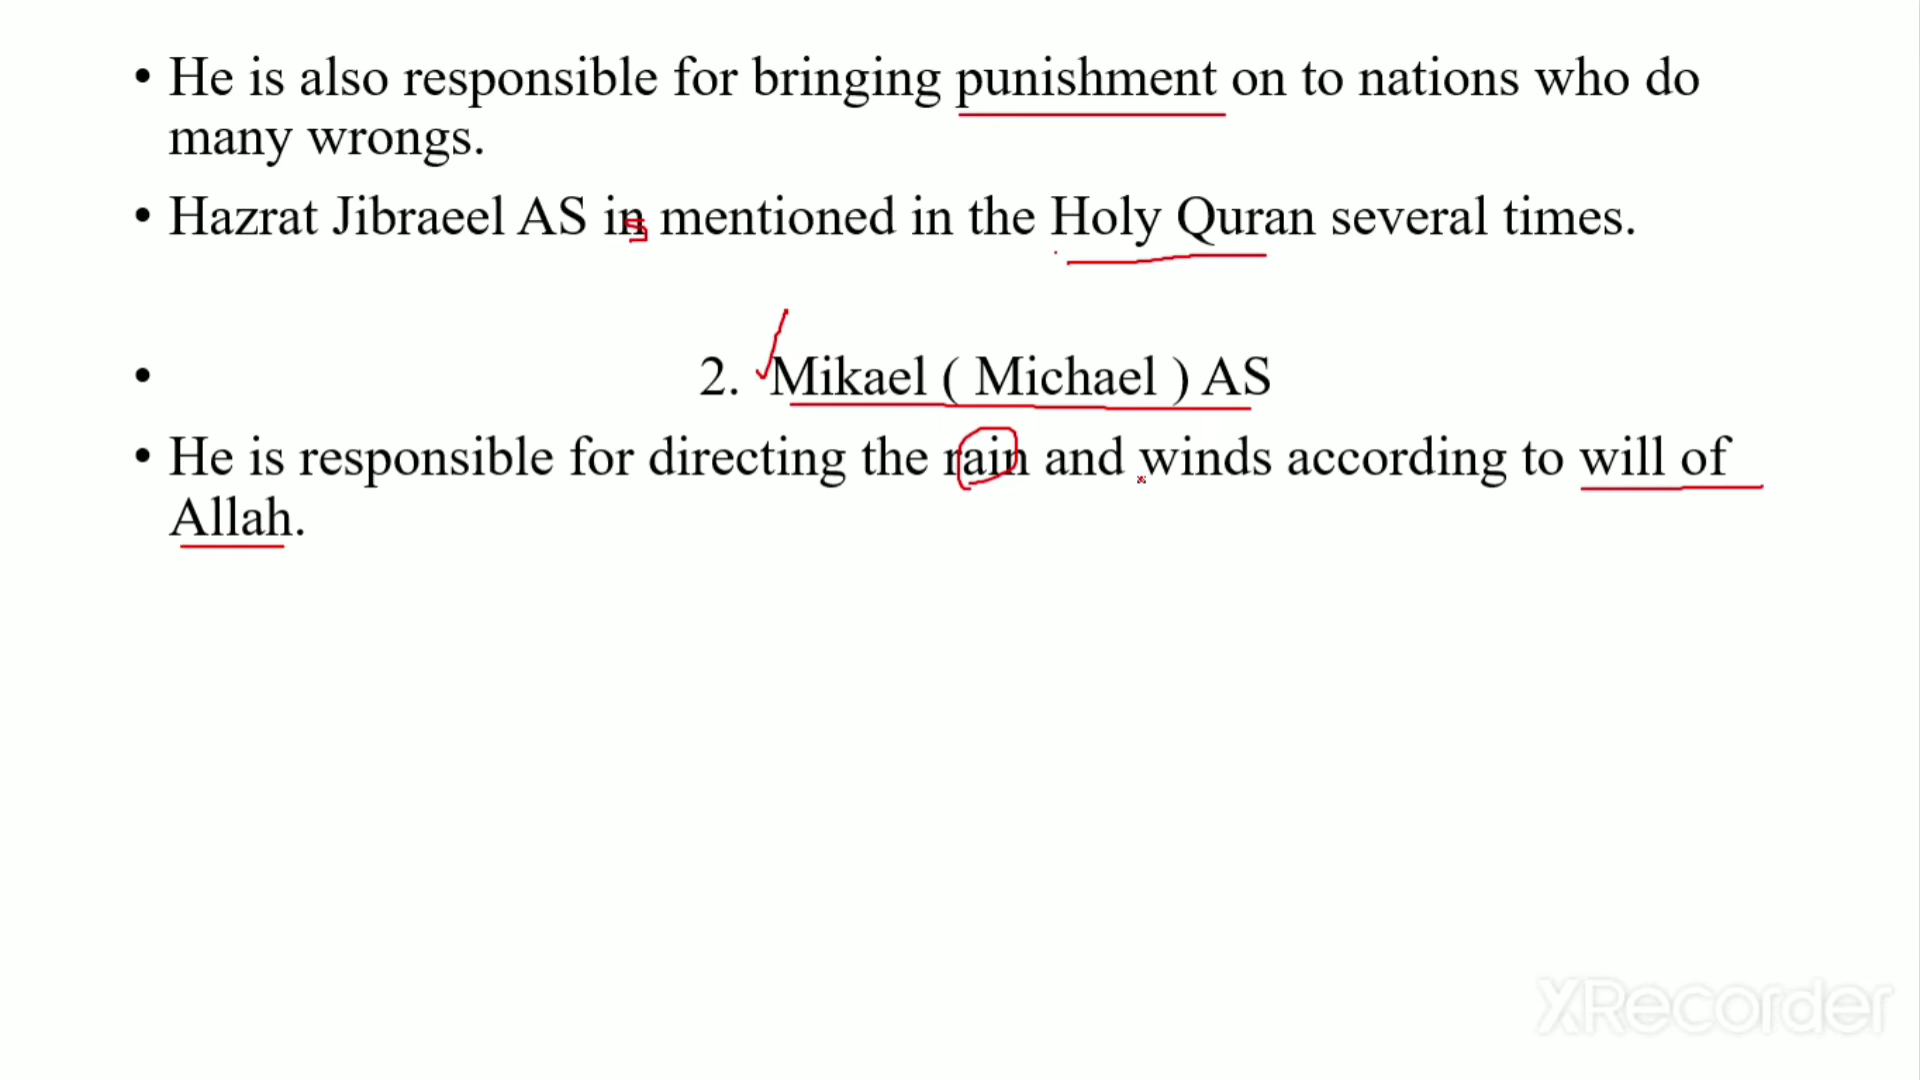 • He is also responsible for bringing punishment on to nations who do
many wrongs.
• Hazrat Jibraeel AS in mentioned in the Holy Quran several times.
s
• 2. Mikael ( Michael ) AS
• He is responsible for directing the rain and winds according to will of
Allah.
XRecorder